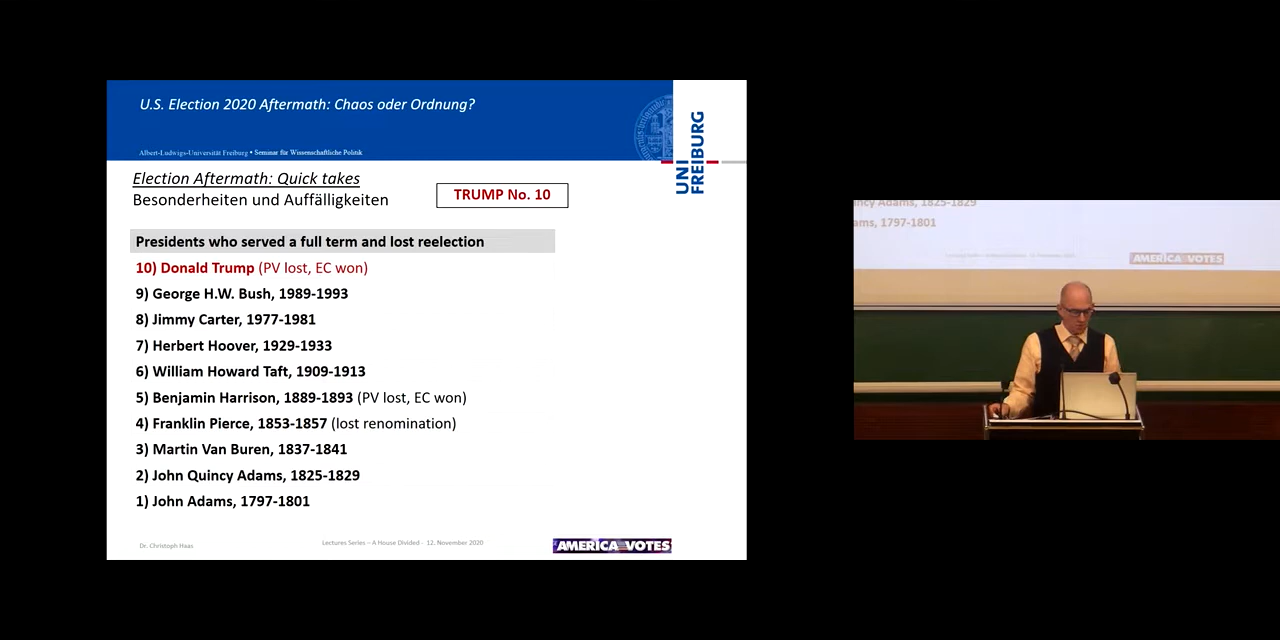 U.S. Election 2020 Aftermath: Chaos oder Ordnung?
Albert-Ludwigs-Universität Freiburg • Seminar für Wissenschaftliche Politik
UNI
FREIBURG
Election Aftermath: Quick takes
Besonderheiten und Auffälligkeiten
TRUMP No. 10
Presidents who served a full term and lost reelection
10) Donald Trump (PV lost, EC won)
9) George H.W. Bush, 1989-1993
8) Jimmy Carter, 1977-1981
7) Herbert Hoover, 1929-1933
6) William Howard Taft, 1909-1913
5) Benjamin Harrison, 1889-1893 (PV lost, EC won)
4) Franklin Pierce, 1853-1857 (lost renomination)
3) Martin Van Buren, 1837-1841
2) John Quincy Adams, 1825-1829
1) John Adams, 1797-1801
Dr. Christoph Haas
Lectures Series – A House Divided - 12. November 2020
AMERICA VOTES
ncy Adams, 1825-1829
ams, 1797-1801
AMERICA VOTES